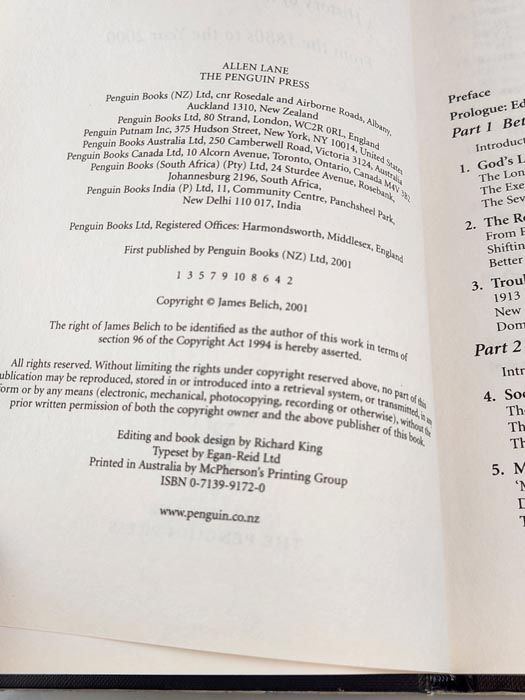 A History
From the 1880s to the Year 2000
ALLEN LANE
THE PENGUIN PRESS
Penguin Books (NZ) Ltd, cnr Rosedale and Airborne Roads, Albany,
Auckland 1310, New Zealand
Penguin Books Ltd, 80 Strand, London, WC2R 0RL, England
Penguin Putnam Inc, 375 Hudson Street, New York, NY 10014, United States
Penguin Books Australia Ltd, 250 Camberwell Road, Victoria 3124, Australia
Penguin Books Canada Ltd, 10 Alcorn Avenue, Toronto, Ontario, Canada M4V
Penguin Books (South Africa) (Pty) Ltd, 24 Sturdee Avenue, Rosebank,
Johannesburg 2196, South Africa,
Penguin Books India (P) Ltd, 11, Community Centre, Panchsheel Park,
New Delhi 110 017, India
Penguin Books Ltd, Registered Offices: Harmondsworth, Middlesex, England
First published by Penguin Books (NZ) Ltd, 2001
1 3 5 7 9 10 8 6 4 2
Copyright © James Belich, 2001
The right of James Belich to be identified as the author of this work in terms of
section 96 of the Copyright Act 1994 is hereby asserted.
All rights reserved. Without limiting the rights under copyright reserved above, no part of this
ublication may be reproduced, stored in or introduced into a retrieval system, or transmitted, in any
form or by any means (electronic, mechanical, photocopying, recording or otherwise), without the
prior written permission of both the copyright owner and the above publisher of this book.
Editing and book design by Richard King
Typeset by Egan-Reid Ltd
Printed in Australia by McPherson's Printing Group
ISBN 0-7139-9172-0
www.penguin.co.nz
THE PENGUIN PRESS
Preface
Prologue: Ed
Part 1 Bet
Introduct
1. God's L
The Lon
The Exe
The Sev
2. The R
From E
Shiftin
Better
3. Trou
1913
New
Dom
Part 2
Intr
4. So
Th
Th
Th
5. M
'N
D
T